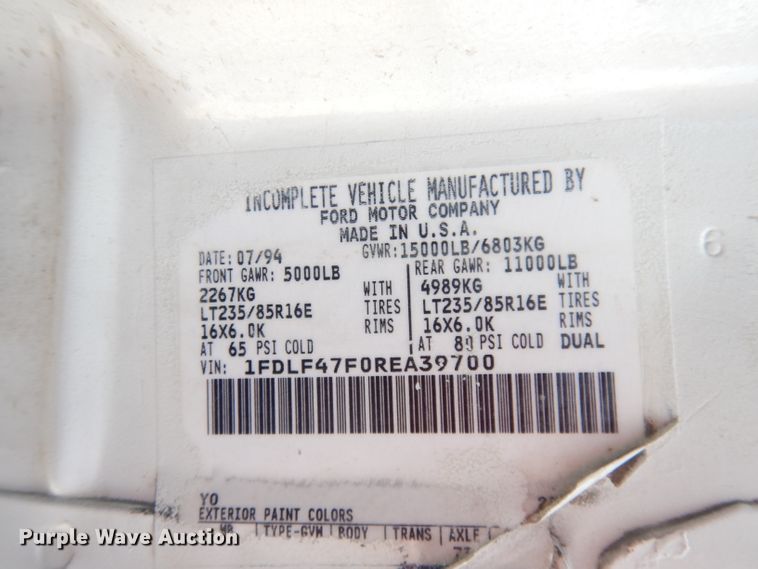 INCOMPLETE VEHICLE MANUFACTURED BY
FORD MOTOR COMPANY
MADE IN U.S.A.
DATE: 07/94 GVWR: 15000LB/6803KG
FRONT GAWR: 5000LB REAR GAWR: 11000LB
2267KG WITH 4989KG WITH
LT235/85R16E TIRES LT235/85R16E TIRES
16X6.0K RIMS 16X6.0K RIMS
AT 65 PSI COLD AT 80 PSI COLD DUAL
VIN: 1FDLF47F0REA39700
6
YO
EXTERIOR PAINT COLORS
WB TYPE-GVW BODY TRANS AXLE
Purple Wave Auction